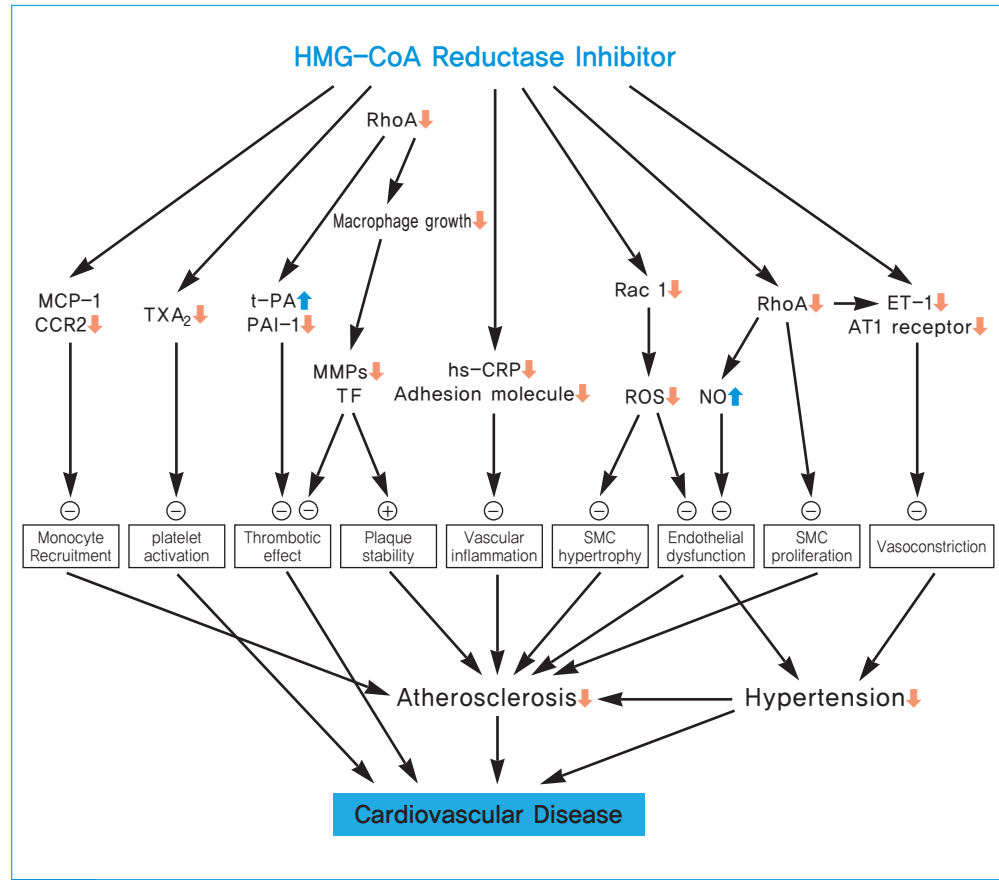 HMG-CoA Reductase Inhibitor
RhoA
Macrophage growth
MCP-1
CCR2
TXA2
t-PA
PAI-1
Rac 1
RhoA
ET-1
AT1 receptor
MMPs
TF
hs-CRP
Adhesion molecule
ROS
NO
Monocyte
Recruitment
platelet
activation
Thrombotic
effect
Plaque
stability
Vascular
inflammation
SMC
hypertrophy
Endothelial
dysfunction
SMC
proliferation
Vasoconstriction
Atherosclerosis
Hypertension
Cardiovascular Disease